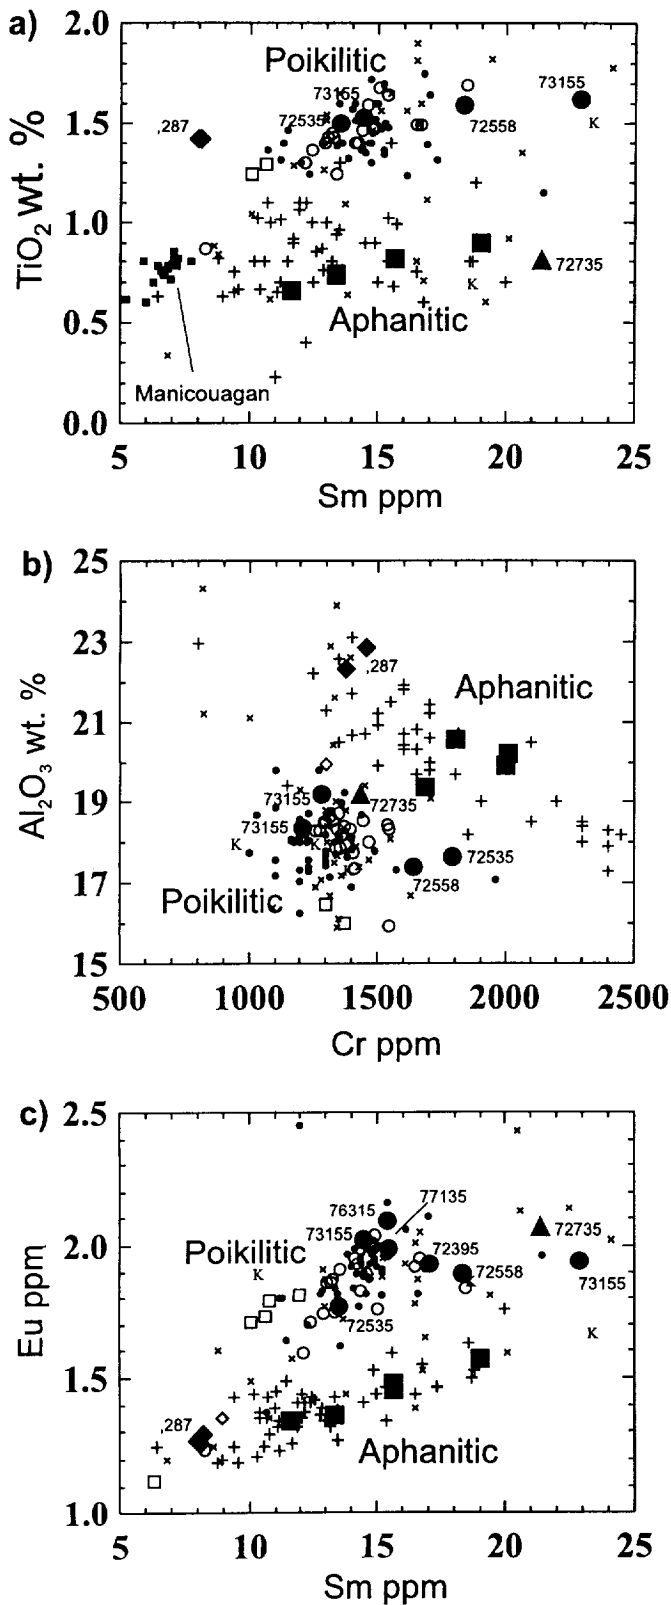 a)
2.0
Poikilitic
73155
73155
72535
72558
K
,287
1.5
TiO2 wt. %
1.0
72735
K
0.5
Aphanitic
Manicouagan
0.0
5 10 15 20 25
Sm ppm
b)
25
23
,287
Aphanitic
21
Al2O3 wt. %
19
73155
72735
73155
K K
72535
72558
17
Poikilitic
15
500 1000 1500 2000 2500
Cr ppm
c)
2.5
76315
77135
73155
72735
2.0
Poikilitic
72395
72558
73155
K
K
72535
K
Eu ppm
1.5
,287
Aphanitic
1.0
5 10 15 20 25
Sm ppm